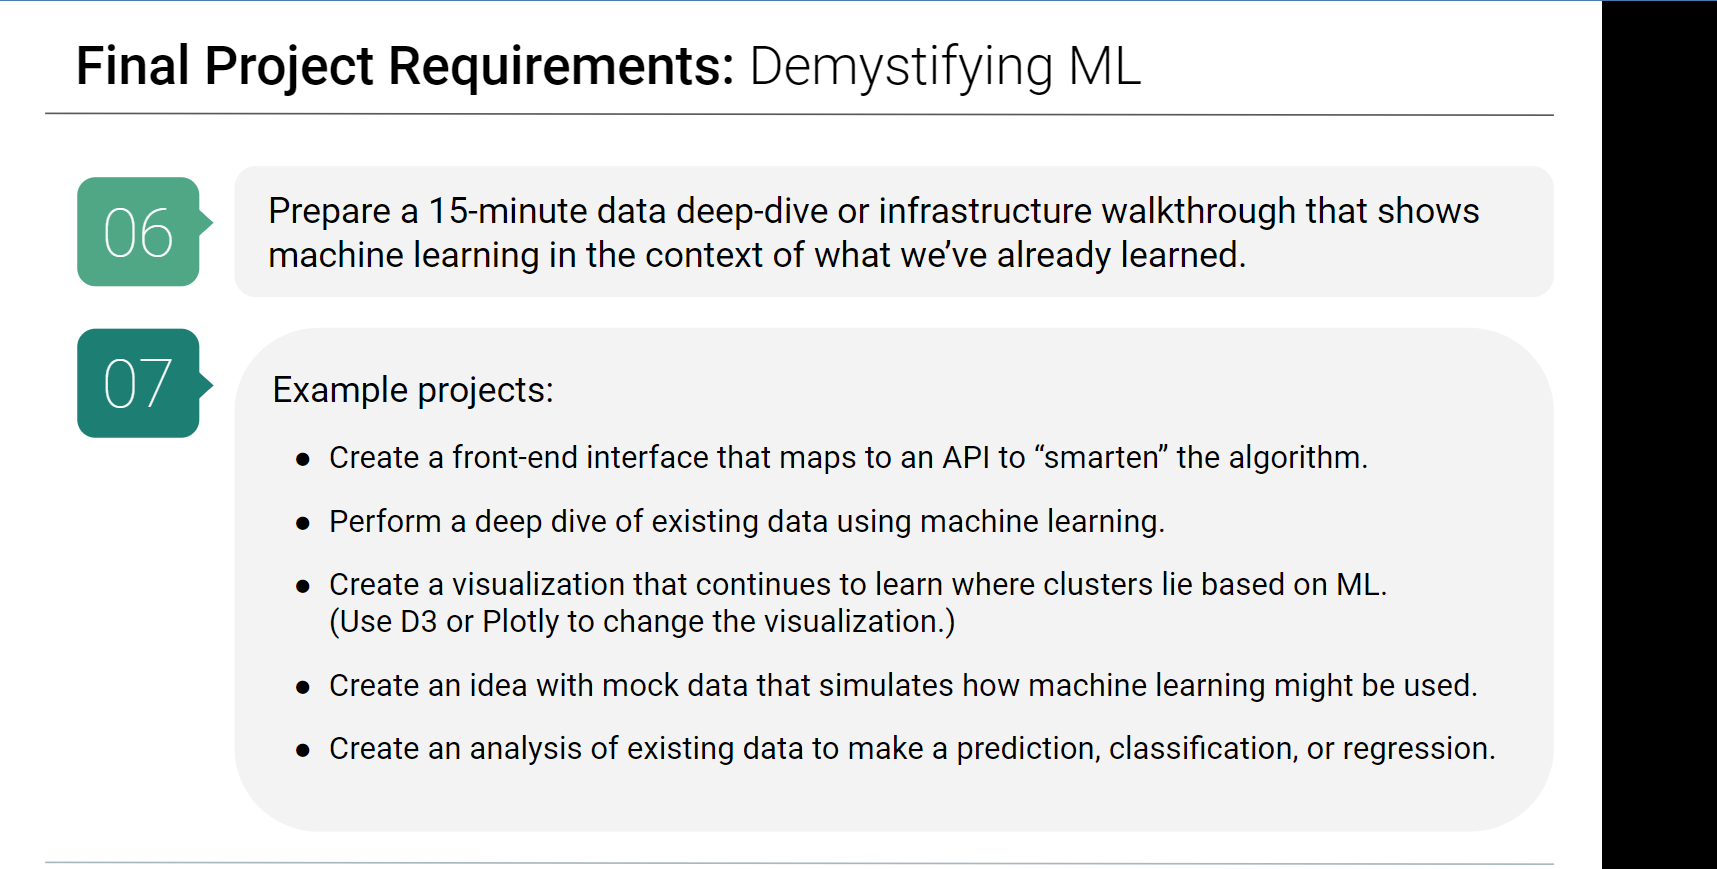 Final Project Requirements: Demystifying ML
06
Prepare a 15-minute data deep-dive or infrastructure walkthrough that shows
machine learning in the context of what we’ve already learned.
07
Example projects:
● Create a front-end interface that maps to an API to “smarten” the algorithm.
● Perform a deep dive of existing data using machine learning.
● Create a visualization that continues to learn where clusters lie based on ML.
(Use D3 or Plotly to change the visualization.)
● Create an idea with mock data that simulates how machine learning might be used.
● Create an analysis of existing data to make a prediction, classification, or regression.